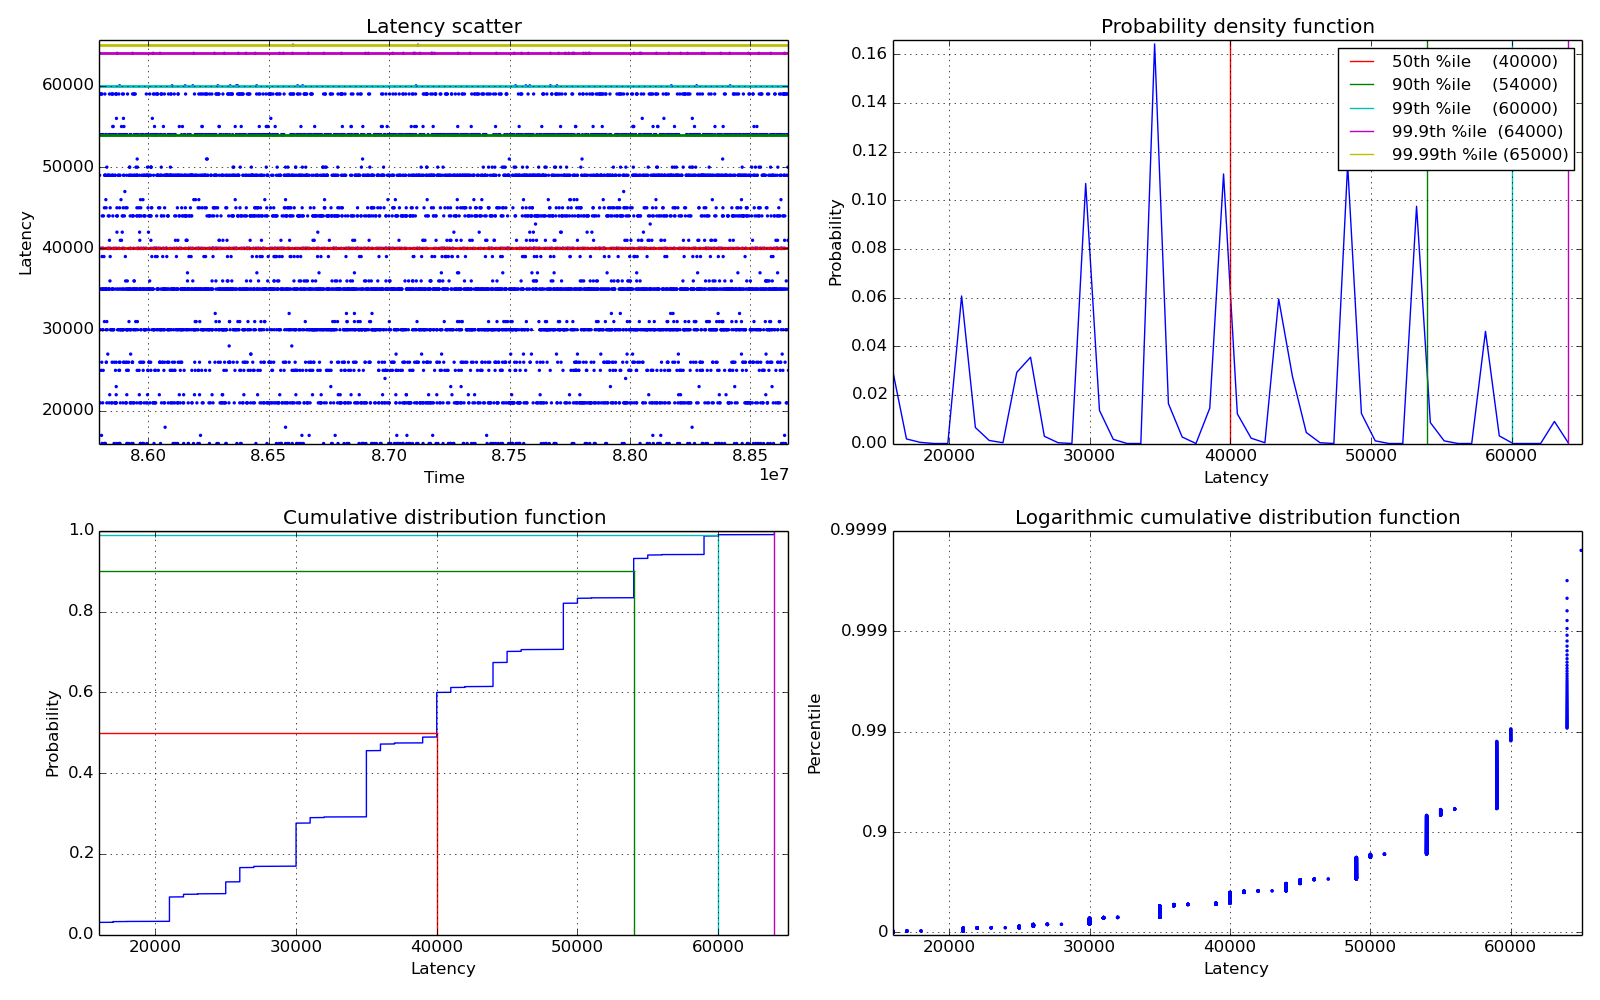 Latency scatter
60000
50000
40000
30000
20000
Latency
8.60 8.65 8.70 8.75 8.80 8.85
1e7
Time
Probability density function
0.16
0.14
0.12
0.10
0.08
0.06
0.04
0.02
0.00
Probability
50th %ile (40000)
90th %ile (54000)
99th %ile (60000)
99.9th %ile (64000)
99.99th %ile (65000)
20000 30000 40000 50000 60000
Latency
Cumulative distribution function
1.0
0.8
0.6
0.4
0.2
0.0
Probability
20000 30000 40000 50000 60000
Latency
Logarithmic cumulative distribution function
0.9999
0.999
0.99
0.9
0
Percentile
20000 30000 40000 50000 60000
Latency